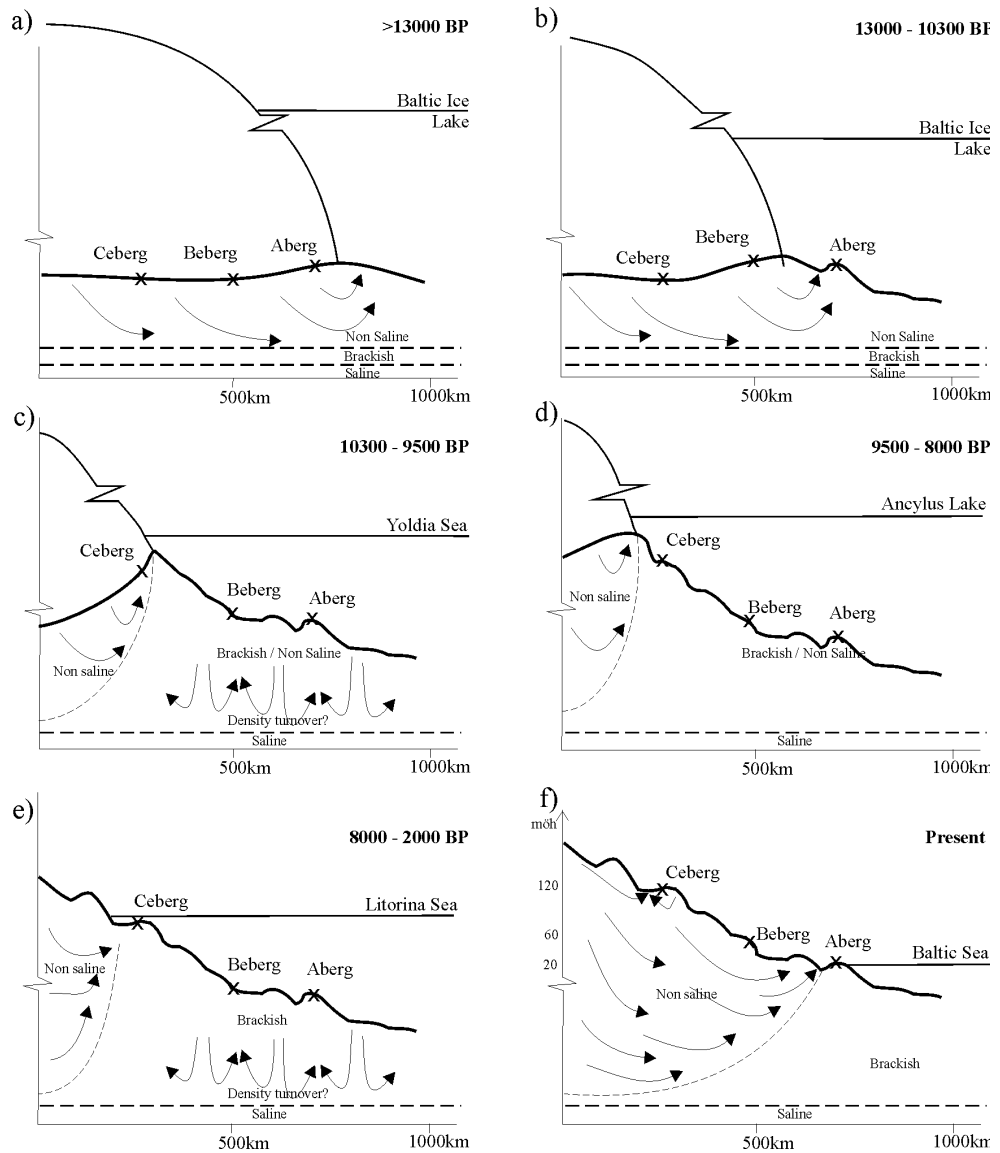 a)
>13000 BP
Baltic Ice
Lake
Ceberg
Beberg
Aberg
Non Saline
Brackish
Saline
500km
1000km
b)
13000 - 10300 BP
Baltic Ice
Lake
Ceberg
Beberg
Aberg
Non Saline
Brackish
Saline
500km
1000km
c)
10300 - 9500 BP
Yoldia Sea
Ceberg
Beberg
Aberg
Brackish / Non Saline
Non saline
Density turnover?
Saline
500km
1000km
d)
9500 - 8000 BP
Ancylus Lake
Ceberg
Non saline
Beberg
Aberg
Brackish / Non Saline
Saline
500km
1000km
e)
8000 - 2000 BP
Ceberg
Litorina Sea
Non saline
Beberg
Aberg
Brackish
Density turnover?
Saline
500km
1000km
f)
möh
Present
120
Ceberg
60
Beberg
Aberg
20
Baltic Sea
Non saline
Brackish
Saline
500km
1000km